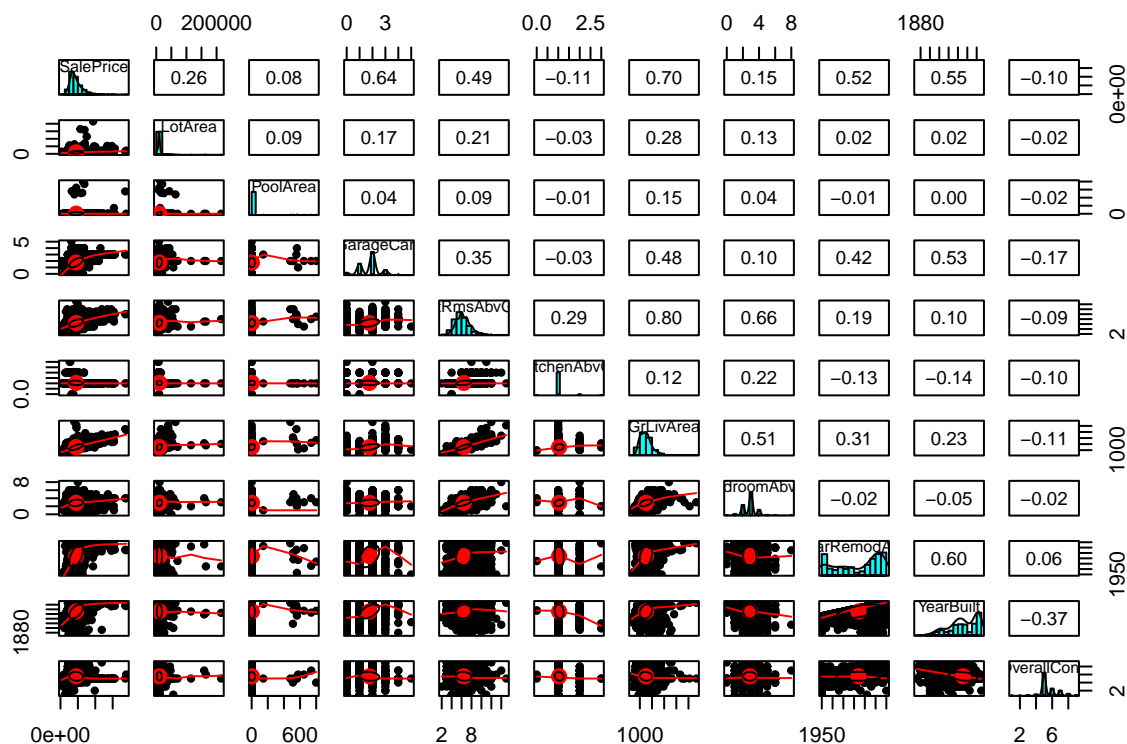 0 200000 0 3 0.0 2.5 0 4 8 1880
SalePrice 0.26 0.08 0.64 0.49 −0.11 0.70 0.15 0.52 0.55 −0.10 0e+00
0 LotArea 0.09 0.17 0.21 −0.03 0.28 0.13 0.02 0.02 −0.02
PoolArea 0.04 0.09 −0.01 0.15 0.04 −0.01 0.00 −0.02 0
0 5 GarageCars 0.35 −0.03 0.48 0.10 0.42 0.53 −0.17
RmsAbvG 0.29 0.80 0.66 0.19 0.10 −0.09 2
0.0 tchenAbvG 0.12 0.22 −0.13 −0.14 −0.10
GrLivArea 0.51 0.31 0.23 −0.11 1000
0 8 droomAbv −0.02 −0.05 −0.02
arRemodA 0.60 0.06 1950
1880 YearBuilt −0.37
verallCon 2
0e+00 0 600 2 8 1000 1950 2 6